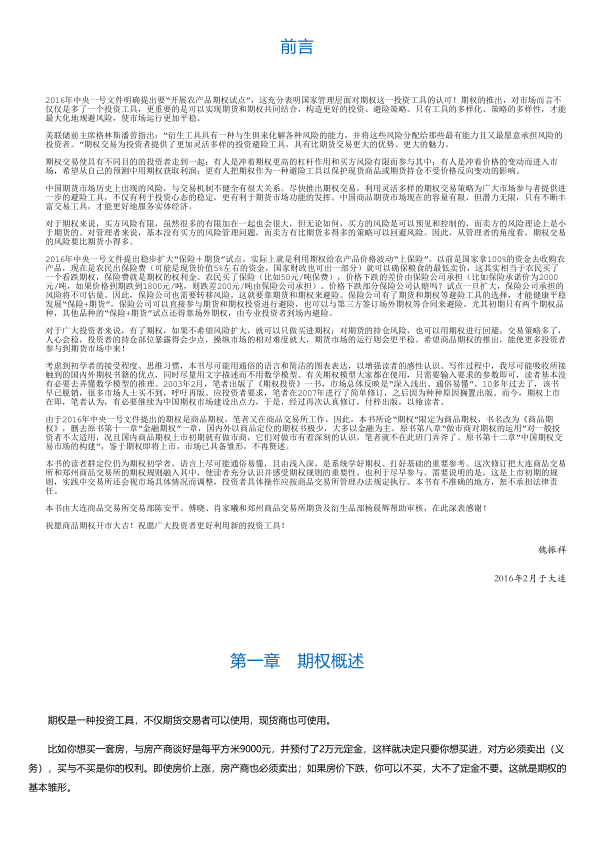 前言
2016年中央一号文件明确提出要“开展农产品期权试点”，这充分表明国家管理层面对期权这一投资工具的认可！期权的推出，对市场而言不
仅仅是多了一个投资工具，更重要的是可以实现期货和期权共同结合，构造更好的投资、避险策略。只有工具的多样化、策略的多样性，才能
最大化地规避风险，使市场运行更加平稳。
美联储前主席格林斯潘曾指出：“衍生工具具有一种与生俱来化解各种风险的能力，并将这些风险分配给那些最有能力且又最愿意承担风险的
投资者。”期权交易为投资者提供了更加灵活多样的投资避险工具，具有比期货交易更大的优势、更大的魅力。
期权交易使具有不同目的的投资者走到一起：有人是冲着期权更高的杠杆作用和买方风险有限而参与其中；有人是冲着价格的变动而进入市
场，希望从自己的预测中用期权获取利润；更有人把期权作为一种避险工具以保护现货商品或期货持仓不受价格反向变动的影响。
中国期货市场历史上出现的风险，与交易机制不健全有很大关系。尽快推出期权交易，利用灵活多样的期权交易策略为广大市场参与者提供进
一步的避险工具，不仅有利于投资心态的稳定，更有利于期货市场功能的发挥。中国商品期货市场现在的容量有限，但潜力无限，只有不断丰
富交易工具，才能更好地服务实体经济。
对于期权来说，买方风险有限，虽然很多的有限加在一起也会很大，但无论如何，买方的风险是可以预见和控制的，而卖方的风险理论上是小
于期货的。对管理者来说，基本没有买方的风险管理问题。而卖方有比期货多得多的策略可以回避风险。因此，从管理者的角度看，期权交易
的风险要比期货小得多。
2016年中央一号文件提出稳步扩大“保险＋期货”试点，实际上就是利用期权给农产品价格波动“上保险”。以前是国家拿100%的资金去收购农
产品，现在是农民出保险费（可能是现货价值5%左右的资金，国家财政也可出一部分）就可以确保粮食的最低卖价，这其实相当于农民买了
一个看跌期权，保险费就是期权的权利金。农民买了保险（比如50元/吨保费），价格下跌的差价由保险公司承担（比如保险承诺价为2000
元/吨，如果价格到期跌到1800元/吨，则跌差200元/吨由保险公司承担）。价格下跌部分保险公司认赔吗？试点一旦扩大，保险公司承担的
风险将不可估量。因此，保险公司也需要转移风险，这就要靠期货和期权来避险。保险公司有了期货和期权等避险工具的选择，才能健康平稳
发展“保险+期货”。保险公司可以直接参与期货和期权投资进行避险，也可以与第三方签订场外期权等合同来避险。尤其初期只有两个期权品
种，其他品种的“保险+期货”试点还得靠场外期权，由专业投资者到场内避险。
对于广大投资者来说，有了期权，如果不希望风险扩大，就可以只做买进期权；对期货的持仓风险，也可以用期权进行回避。交易策略多了，
人心会稳，投资者的持仓部位暴露得会少点，操纵市场的相对难度就大，期货市场的运行则会更平稳。希望商品期权的推出，能使更多投资者
参与到期货市场中来！
考虑到初学者的接受程度、思维习惯，本书尽可能用通俗的语言和简洁的图表表达，以增强读者的感性认识。写作过程中，我尽可能吸收所接
触到的国内外期权书籍的优点，同时尽量用文字描述而不用数学模型。有关期权模型大家都在使用，只需要输入要求的参数即可，读者基本没
有必要去弄懂数学模型的推理。2003年2月，笔者出版了《期权投资》一书，市场总体反映是“深入浅出、通俗易懂”。10多年过去了，该书
早已脱销，很多市场人士买不到，呼吁再版。应投资者要求，笔者在2007年进行了简单修订，之后因为种种原因搁置出版。而今，期权上市
在即，笔者认为，有必要继续为中国期权市场建设出点力，于是，经过再次认真修订，付梓出版，以飨读者。
由于2016年中央一号文件提出的期权是商品期权，笔者又在商品交易所工作，因此，本书所论“期权”限定为商品期权，书名改为《商品期
权》，删去原书第十一章“金融期权”一章，国内外以商品定位的期权书极少，大多以金融为主。原书第八章“做市商对期权的运用”对一般投
资者不太适用，况且国内商品期权上市初期就有做市商，它们对做市有着深刻的认识，笔者就不在此班门弄斧了。原书第十二章“中国期权交
易市场的构建”，鉴于期权即将上市，市场已具备雏形，不再赘述。
本书的读者群定位仍为期权初学者，语言上尽可能通俗易懂，且由浅入深，是系统学好期权、打好基础的重要参考。这次修订把大连商品交易
所和郑州商品交易所的期权规则融入其中，使读者充分认识并感受期权规则的重要性，也利于尽早参与。需要说明的是，这是上市初期的规
则，实践中交易所还会视市场具体情况而调整，投资者具体操作应按商品交易所管理办法规定执行。本书有不准确的地方，恕不承担法律责
任。
本书由大连商品交易所交易部陈安平、傅晓、肖家曦和郑州商品交易所期货及衍生品部杨晨辉帮助审核，在此深表感谢！
祝愿商品期权开市大吉！祝愿广大投资者更好利用新的投资工具！
魏振祥
2016年2月于大连
第一章　期权概述
期权是一种投资工具，不仅期货交易者可以使用，现货商也可使用。
比如你想买一套房，与房产商谈好是每平方米9000元，并预付了2万元定金，这样就决定只要你想买进，对方必须卖出（义
务），买与不买是你的权利。即使房价上涨，房产商也必须卖出；如果房价下跌，你可以不买，大不了定金不要。这就是期权的
基本雏形。